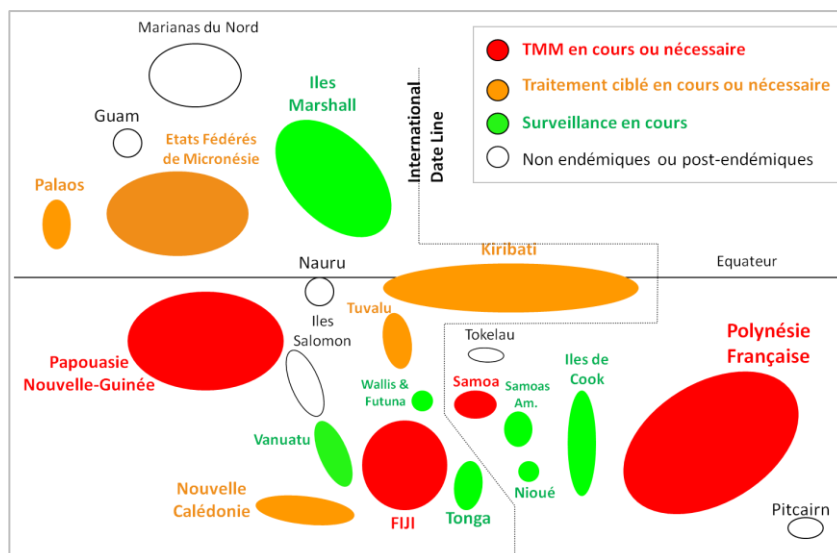 Marianas du Nord
TMM en cours ou nécessaire
Traitement ciblé en cours ou nécessaire
Surveillance en cours
Non endémiques ou post-endémiques
Iles
Marshall
International
Date Line
Guam
Etats Fédérés
de Micronésie
Palaos
Kiribati
Nauru
Equateur
Tuvalu
Iles
Salomon
Tokelau
Polynésie
Française
Papouasie
Nouvelle-Guinée
Wallis &
Futuna
Samoa
Samoas
Am.
Iles de
Cook
Vanuatu
Nouvelle
Calédonie
FIJI
Tonga
Nioué
Pitcairn